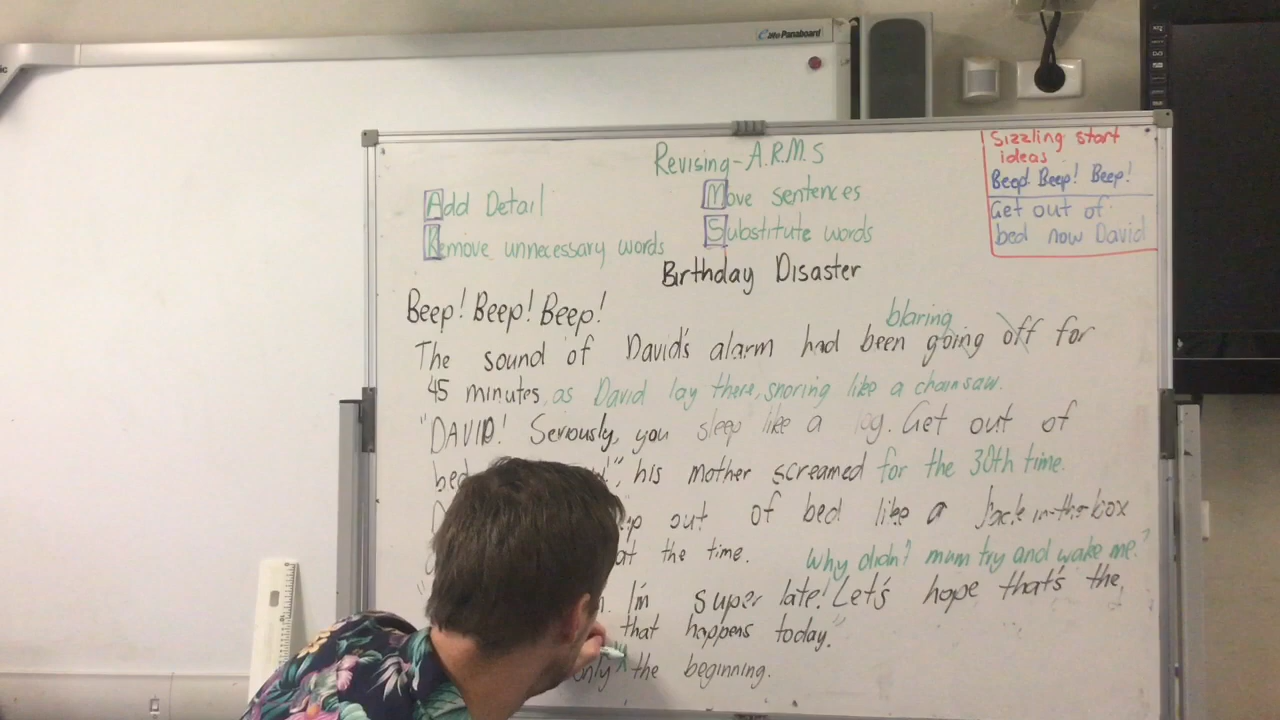 Panaboard
Revising - A.R.M.S
Add Detail
Move sentences
Remove unnecessary words
Substitute words
Sizzling start
ideas
Beep! Beep! Beep!
Get out of
bed now David
Birthday Disaster
Beep! Beep! Beep!
blaring
The sound of David's alarm had been going off for
45 minutes, as David lay there, snoring like a chainsaw.
"DAVID! Seriously, you sleep like a log. Get out of
bed his mother screamed for the 30th time.
out of bed like a Jack-in-the-box
at the time. Why didn't mum try and wake me?
I'm super late! Let's hope that's the
that happens today."
only the beginning.